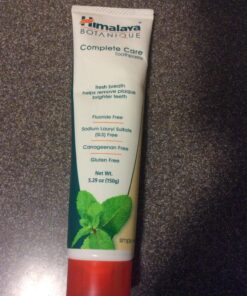 Himalaya
BOTANIQUE
Complete Care
toothpaste
fresh breath
helps remove plaque
brighter teeth
Fluoride Free
Sodium Lauryl Sulfate
(SLS) Free
Carrageenan Free
Gluten Free
Net Wt.
5.29 oz (150g)